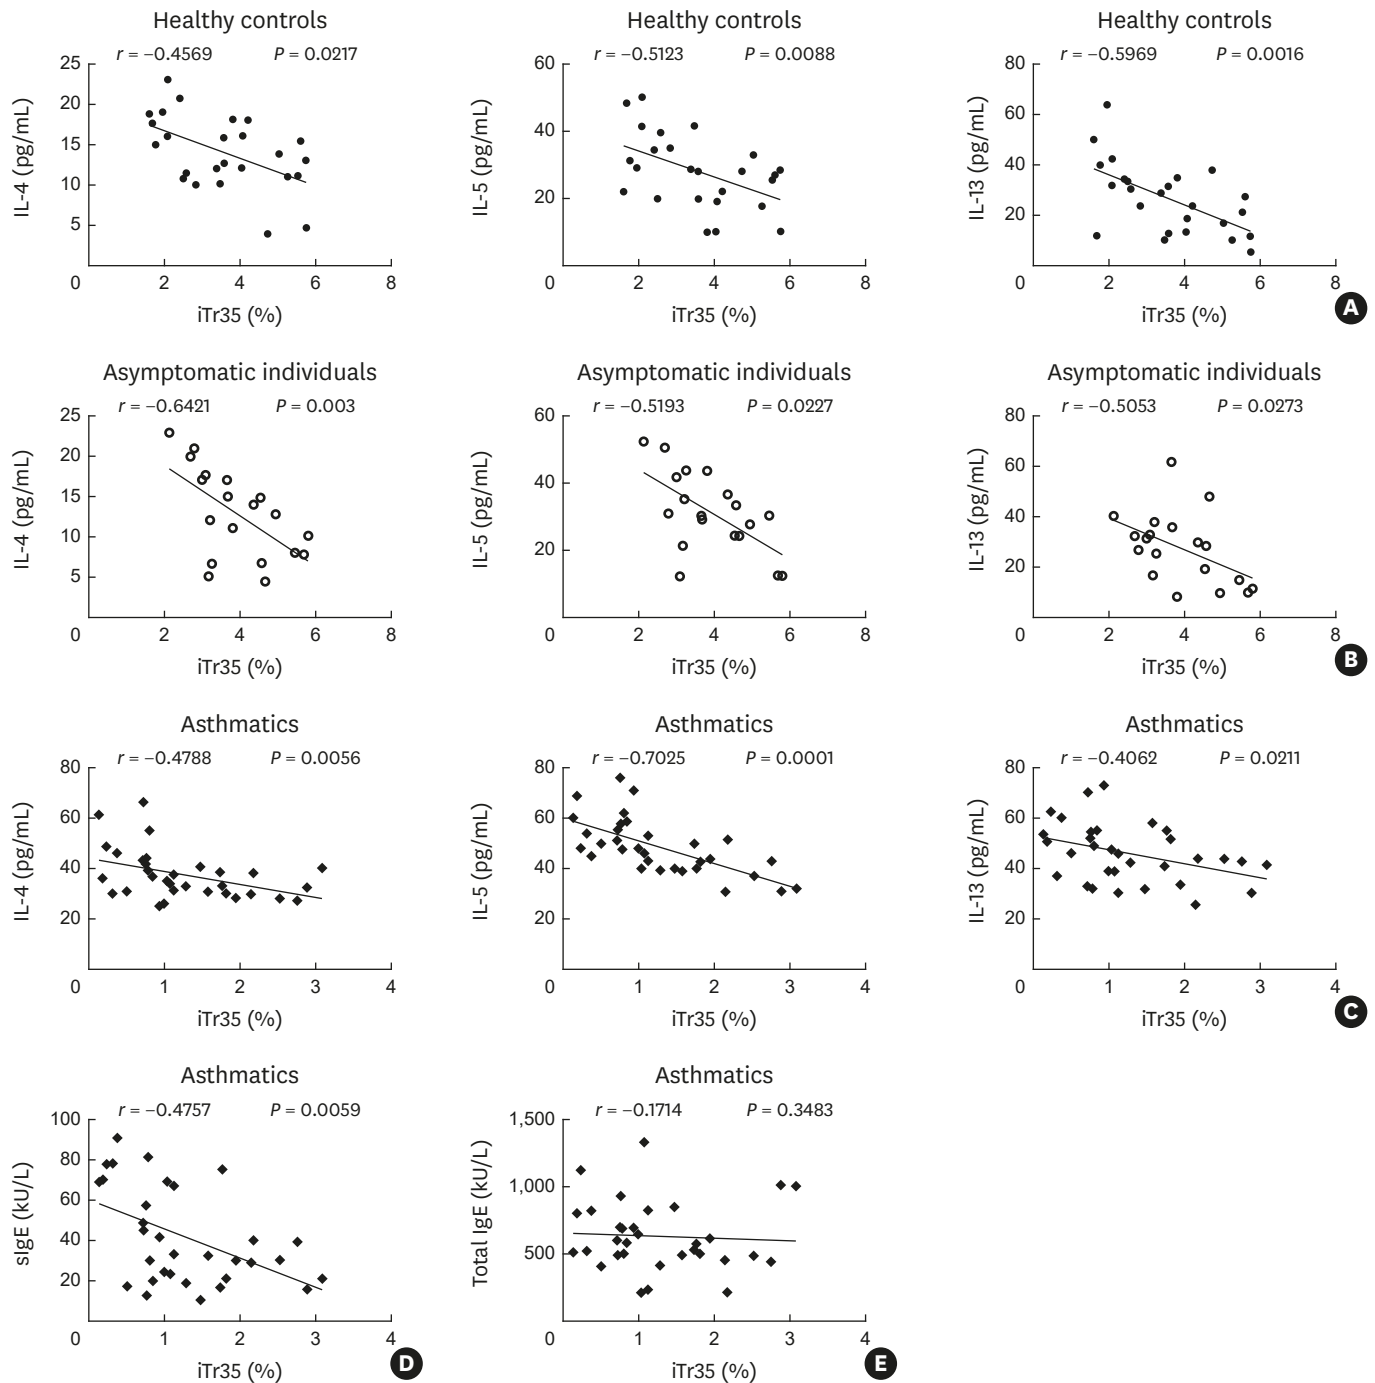 Healthy controls
r = −0.4569 P = 0.0217
25
20
15
10
5
0 2 4 6 8
IL-4 (pg/mL)
iTr35 (%)
Healthy controls
r = −0.5123 P = 0.0088
60
40
20
0 2 4 6 8
IL-5 (pg/mL)
iTr35 (%)
Healthy controls
r = −0.5969 P = 0.0016
80
60
40
20
0 2 4 6 8
IL-13 (pg/mL)
iTr35 (%)
A
Asymptomatic individuals
r = −0.6421 P = 0.003
25
20
15
10
5
0 2 4 6 8
IL-4 (pg/mL)
iTr35 (%)
Asymptomatic individuals
r = −0.5193 P = 0.0227
60
40
20
0 2 4 6 8
IL-5 (pg/mL)
iTr35 (%)
Asymptomatic individuals
r = −0.5053 P = 0.0273
80
60
40
20
0 2 4 6 8
IL-13 (pg/mL)
iTr35 (%)
B
Asthmatics
r = −0.4788 P = 0.0056
80
60
40
20
0 1 2 3 4
IL-4 (pg/mL)
iTr35 (%)
Asthmatics
r = −0.7025 P = 0.0001
80
60
40
20
0 1 2 3 4
IL-5 (pg/mL)
iTr35 (%)
Asthmatics
r = −0.4062 P = 0.0211
80
60
40
20
0 1 2 3 4
IL-13 (pg/mL)
iTr35 (%)
C
Asthmatics
r = −0.4757 P = 0.0059
100
80
60
40
20
0 1 2 3 4
sIgE (kU/L)
iTr35 (%)
D
Asthmatics
r = −0.1714 P = 0.3483
1,500
1,000
500
0 1 2 3 4
Total IgE (kU/L)
iTr35 (%)
E